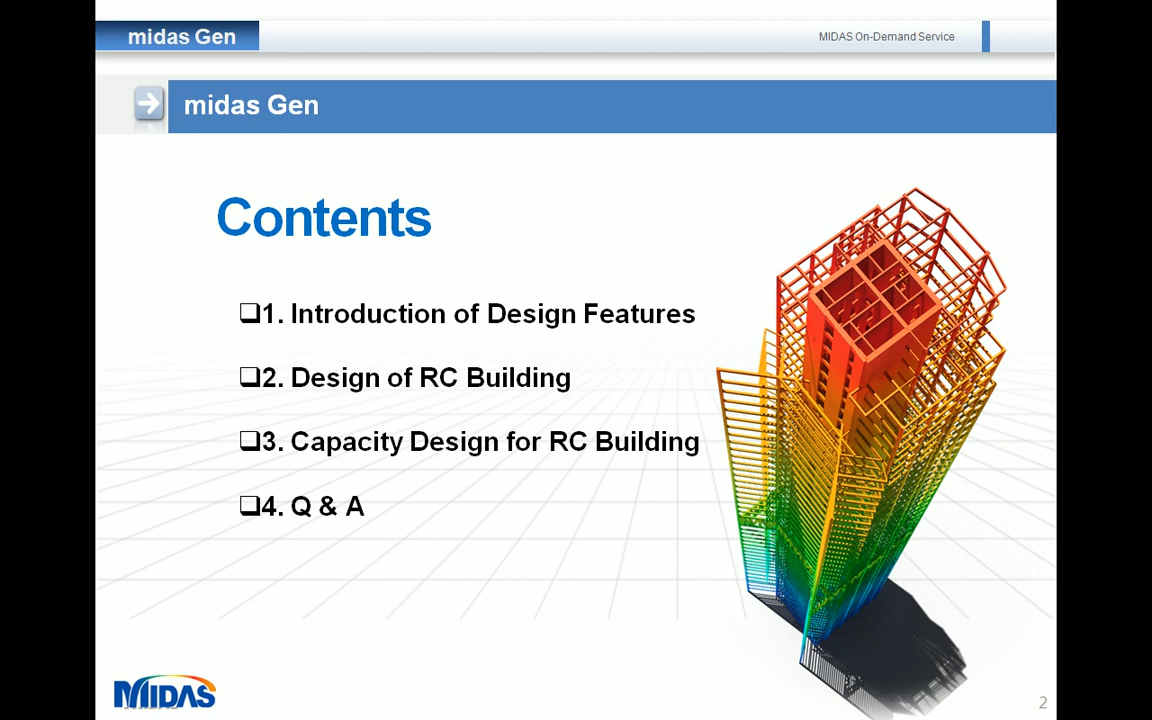 midas Gen
MIDAS On-Demand Service
midas Gen
Contents
❑1. Introduction of Design Features
❑2. Design of RC Building
❑3. Capacity Design for RC Building
❑4. Q & A
MIDAS
2